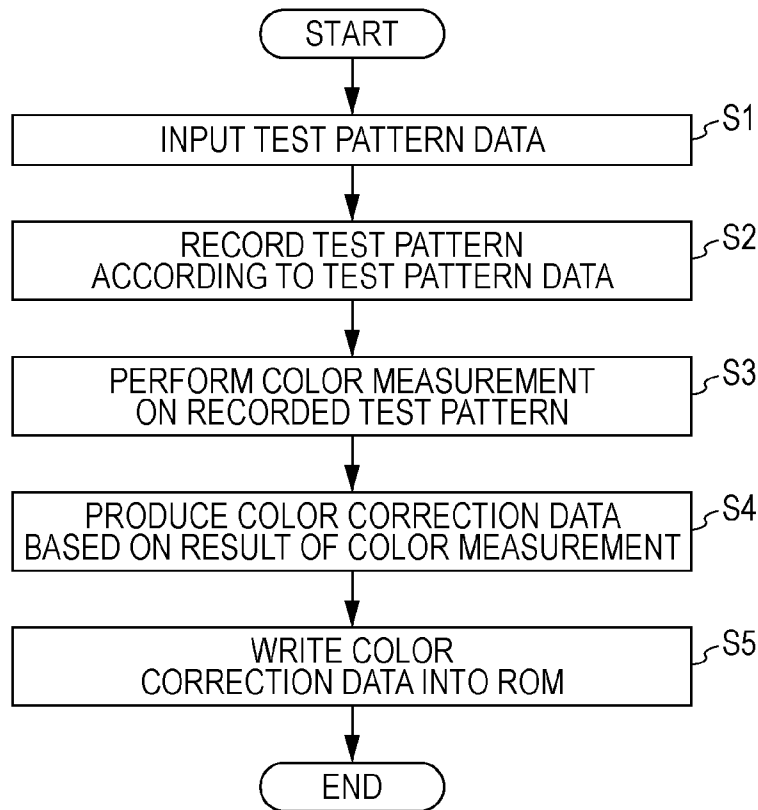 START
INPUT TEST PATTERN DATA
S1
RECORD TEST PATTERN
ACCORDING TO TEST PATTERN DATA
S2
PERFORM COLOR MEASUREMENT
ON RECORDED TEST PATTERN
S3
PRODUCE COLOR CORRECTION DATA
BASED ON RESULT OF COLOR MEASUREMENT
S4
WRITE COLOR
CORRECTION DATA INTO ROM
S5
END